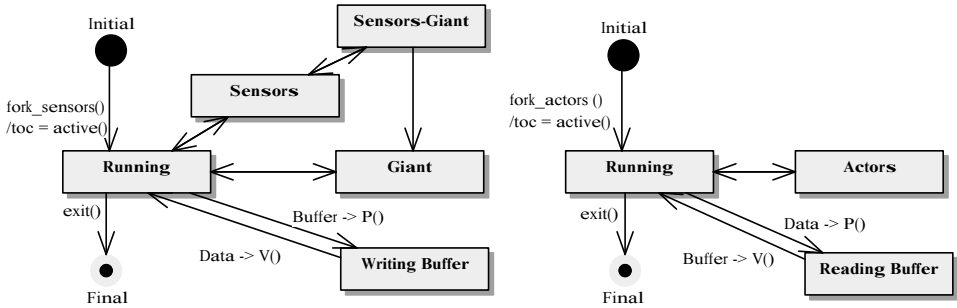 Initial
Sensors-Giant
Sensors
fork_sensors()
/toc = active()
Running
Giant
exit()
Buffer -> P()
Data -> V()
Writing Buffer
Final
Initial
fork_actors ()
/toc = active()
Running
Actors
exit()
Data -> P()
Buffer -> V()
Reading Buffer
Final